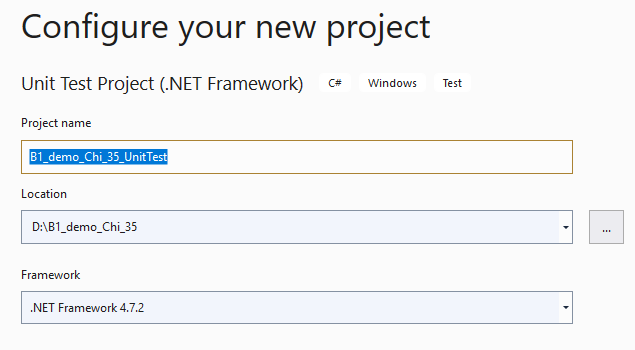 Configure your new project
Unit Test Project (.NET Framework) C# Windows Test
Project name
B1_demo_Chi_35_UnitTest
Location
D:\B1_demo_Chi_35
...
Framework
.NET Framework 4.7.2